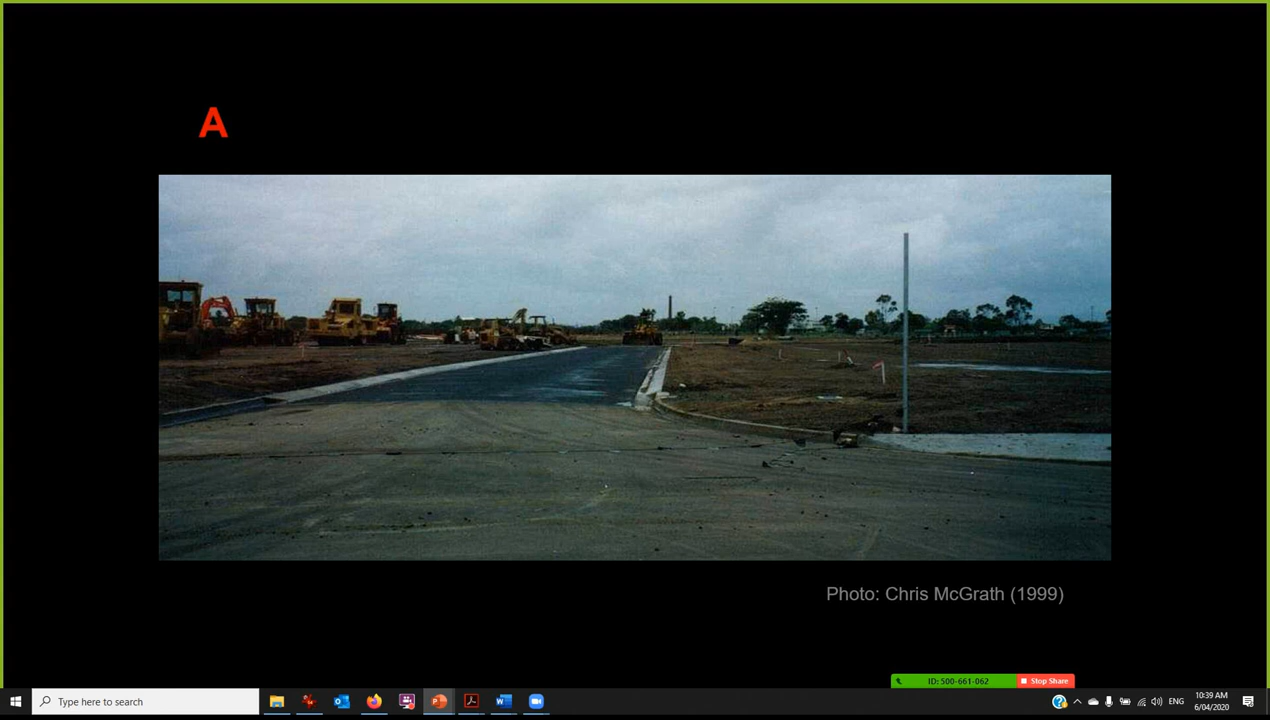 A
Photo: Chris McGrath (1999)
ID: 500-661-062
Stop Share
Type here to search
ENG
10:39 AM
6/04/2020